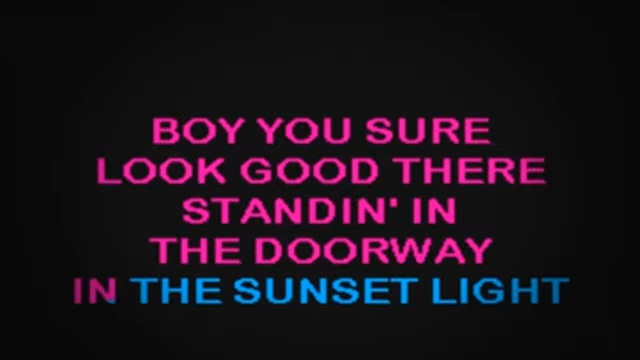 BOY YOU SURE
LOOK GOOD THERE
STANDIN' IN
THE DOORWAY
IN THE SUNSET LIGHT